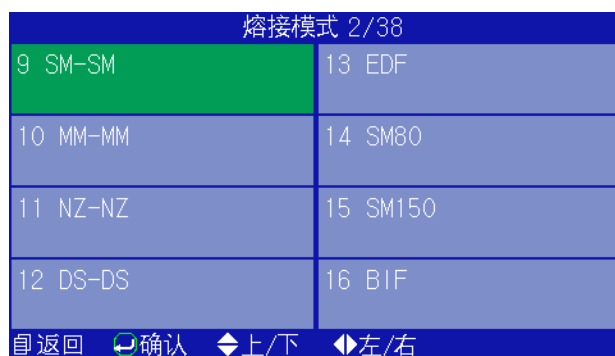 熔接模式 2/38
9 SM-SM
13 EDF
10 MM-MM
14 SM80
11 NZ-NZ
15 SM150
12 DS-DS
16 BIF
返回 确认 上/下 左/右